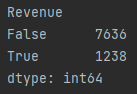 Revenue
False    7636
True     1238
dtype: int64